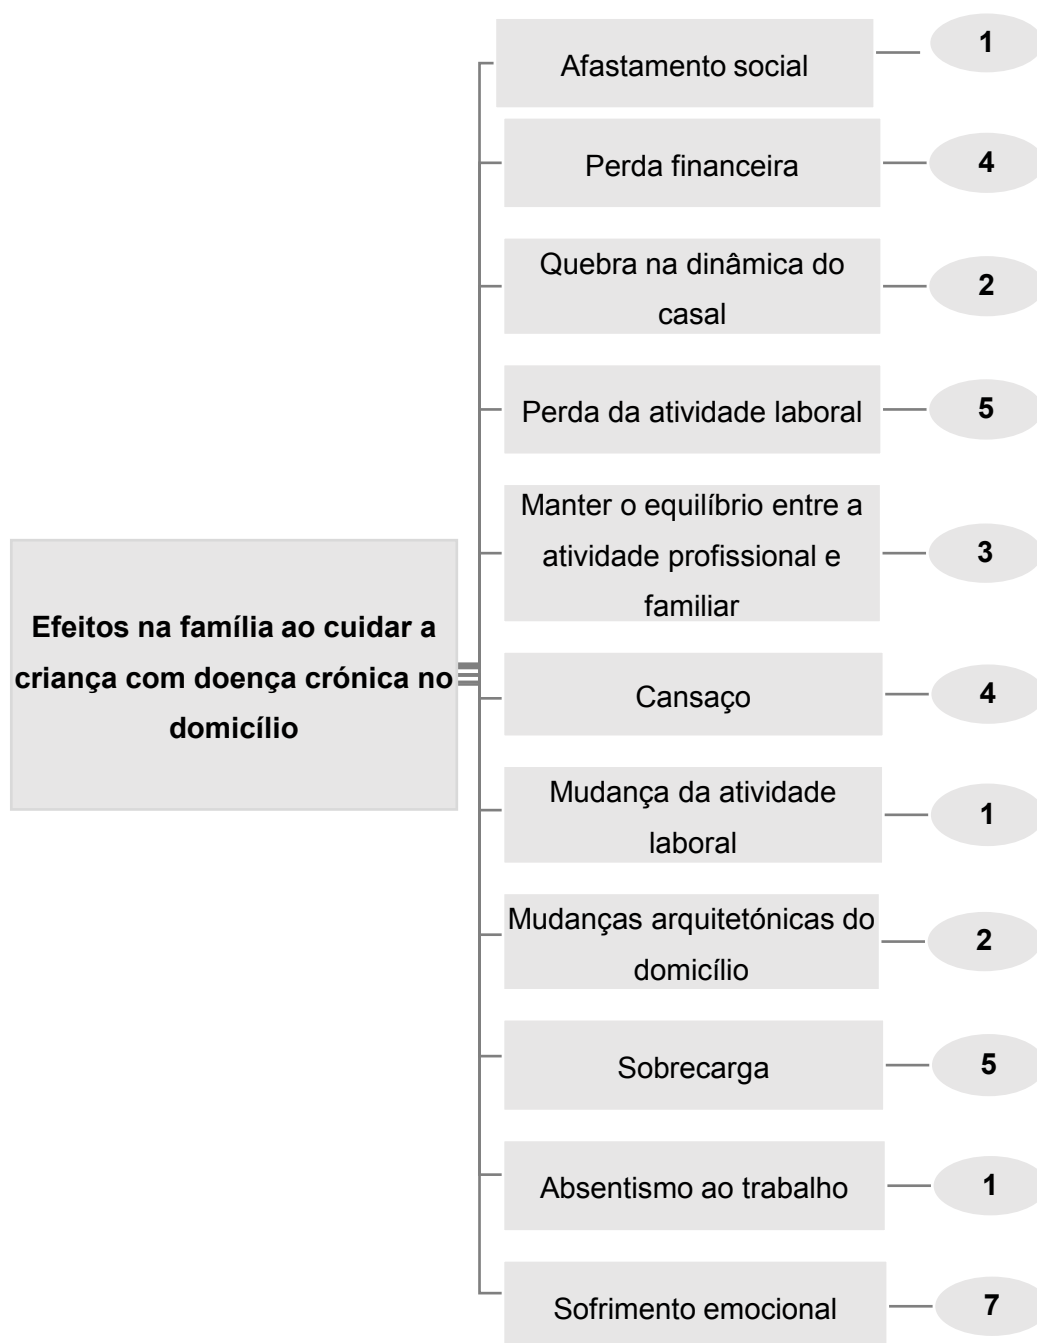 Afastamento social
1
Perda financeira
4
Quebra na dinâmica do
casal
2
Perda da atividade laboral
5
Manter o equilíbrio entre a
atividade profissional e
familiar
3
Efeitos na família ao cuidar a
criança com doença crónica no
domicílio
Cansaço
4
Mudança da atividade
laboral
1
Mudanças arquitetónicas do
domicílio
2
Sobrecarga
5
Absentismo ao trabalho
1
Sofrimento emocional
7